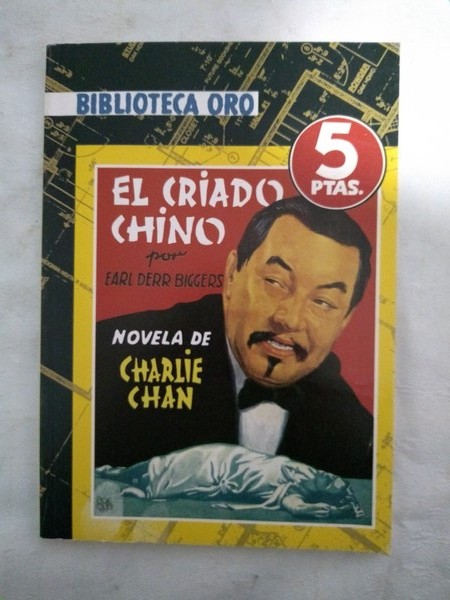 BIBLIOTECA ORO
5
PTAS.
EL CRIADO
CHINO
por
EARL DERR BIGGERS
NOVELA DE
CHARLIE
CHAN